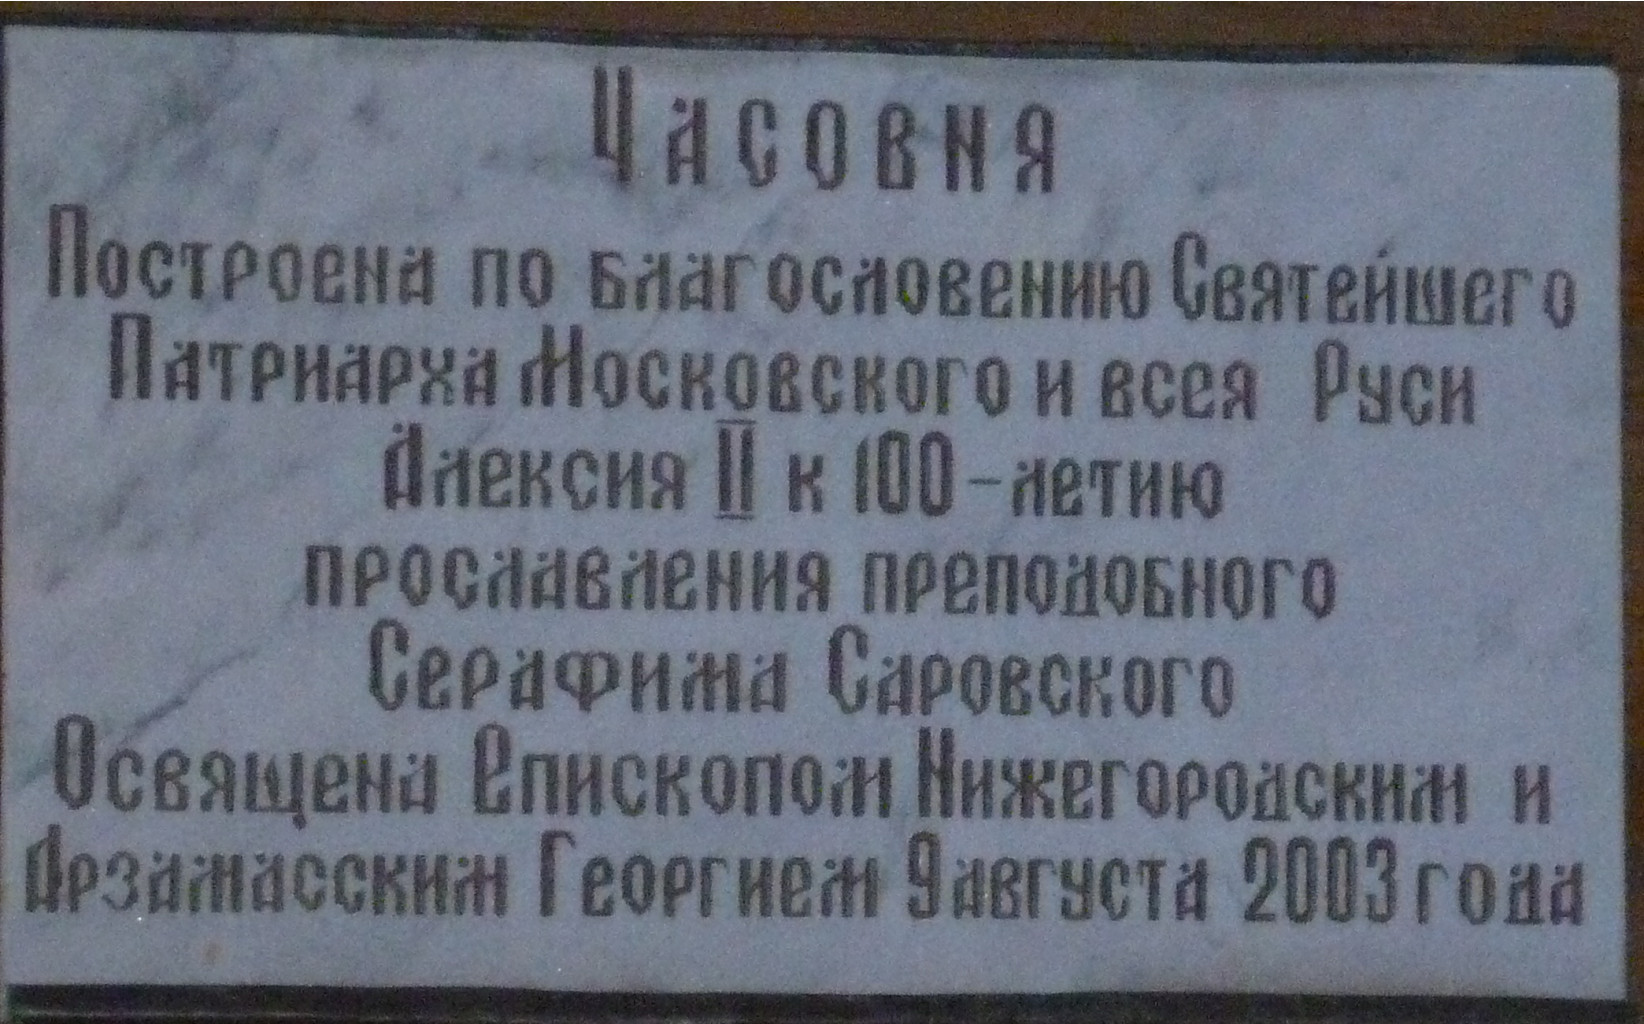 Часовня
Построена по благословению Святейшего
Патриарха Московского и всея Руси
Алексия II к 100-летию
прославления преподобного
Серафима Саровского
Освящена Епископом Нижегородским и
Арзамасским Георгием 9 августа 2003 года